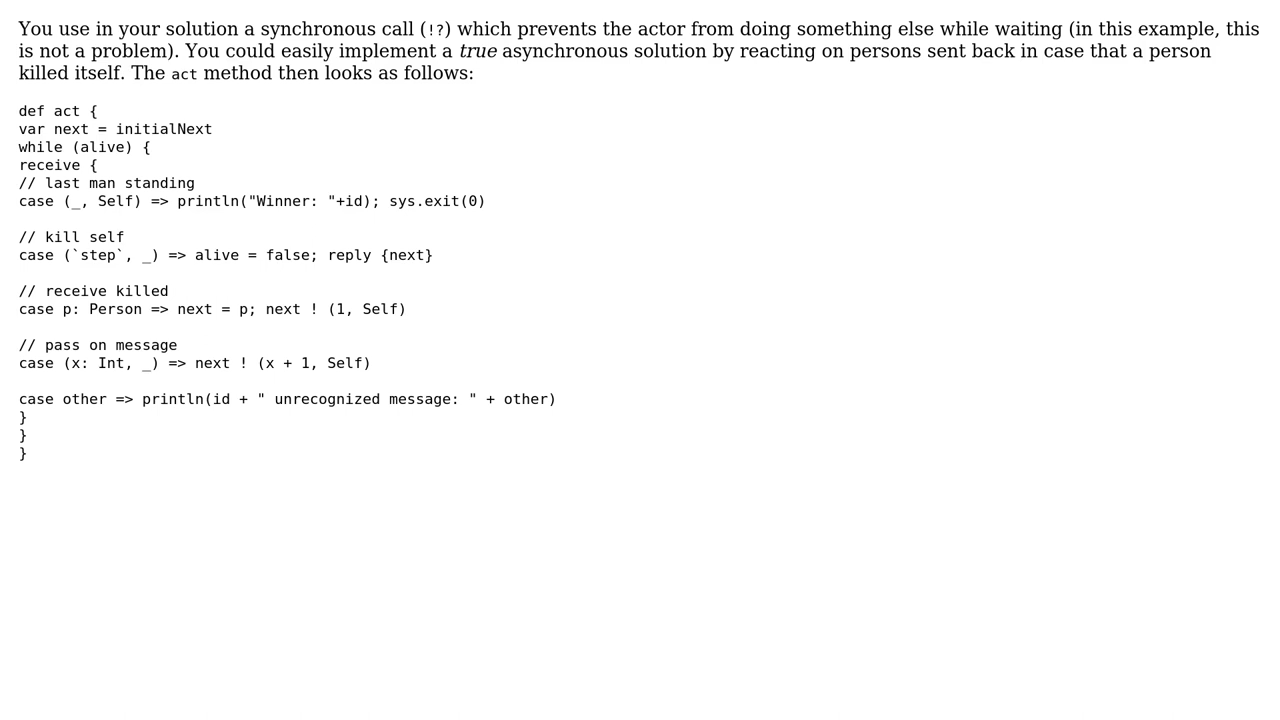 You use in your solution a synchronous call (!?) which prevents the actor from doing something else while waiting (in this example, this
is not a problem). You could easily implement a true asynchronous solution by reacting on persons sent back in case that a person
killed itself. The act method then looks as follows:
def act {
var next = initialNext
while (alive) {
receive {
// last man standing
case (_, Self) => println("Winner: "+id); sys.exit(0)
// kill self
case (`step`, _) => alive = false; reply {next}
// receive killed
case p: Person => next = p; next ! (1, Self)
// pass on message
case (x: Int, _) => next ! (x + 1, Self)
case other => println(id + " unrecognized message: " + other)
}
}
}